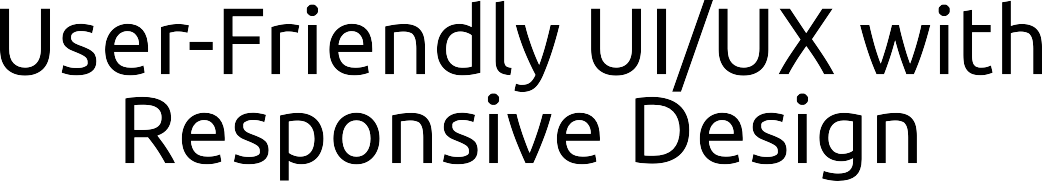 User-Friendly UI/UX with
Responsive Design